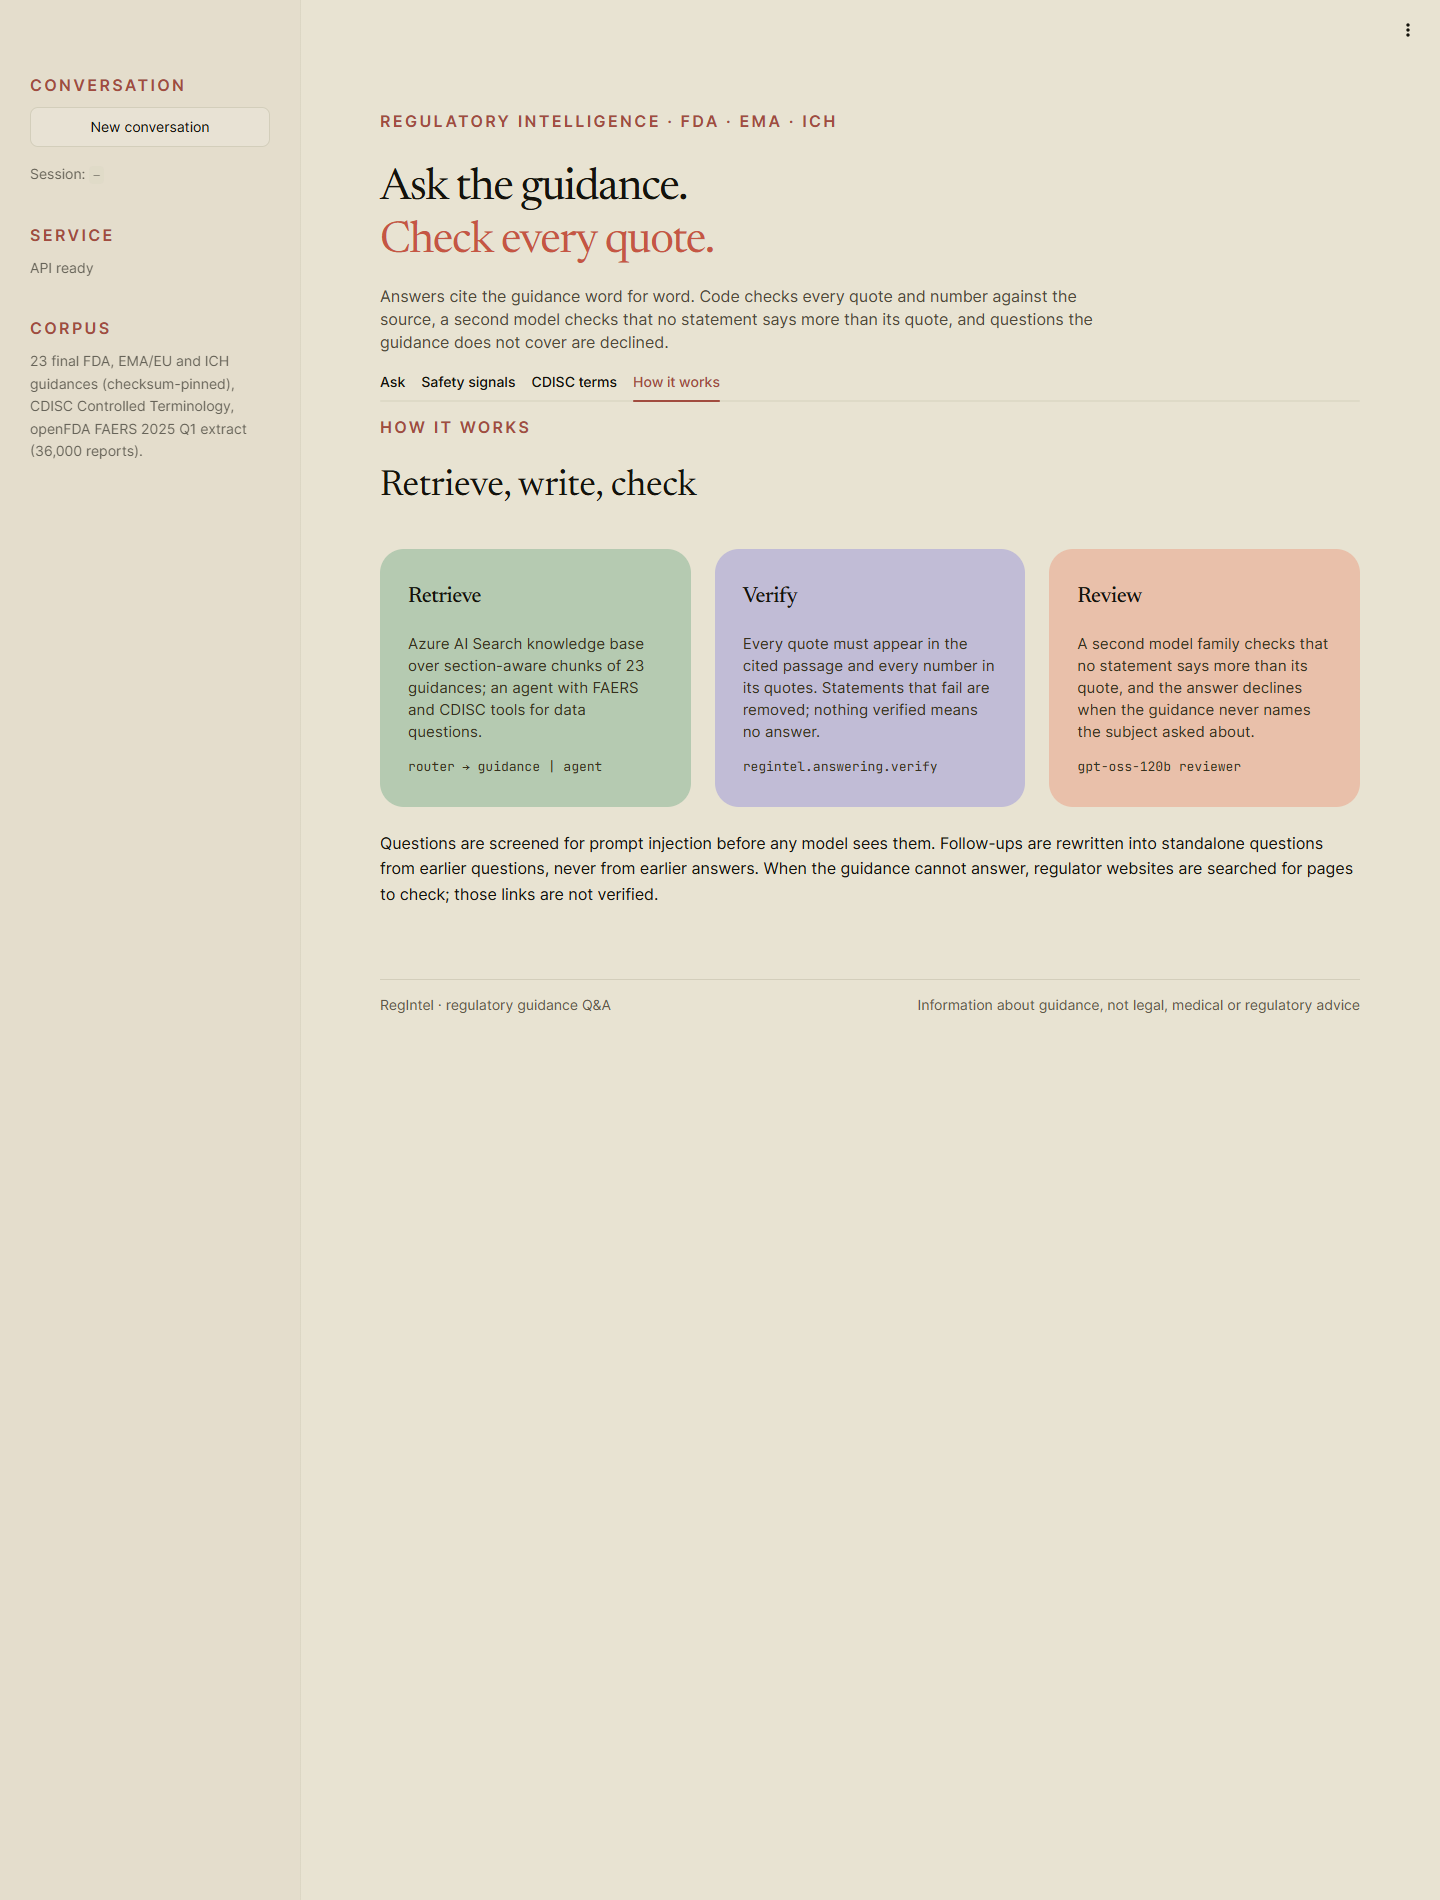 CONVERSATION
New conversation
Session: –
SERVICE
API ready
CORPUS
23 final FDA, EMA/EU and ICH
guidances (checksum-pinned),
CDISC Controlled Terminology,
openFDA FAERS 2025 Q1 extract
(36,000 reports).
REGULATORY INTELLIGENCE · FDA · EMA · ICH
Ask the guidance.
Check every quote.
Answers cite the guidance word for word. Code checks every quote and number against the
source, a second model checks that no statement says more than its quote, and questions the
guidance does not cover are declined.
Ask Safety signals CDISC terms How it works
HOW IT WORKS
Retrieve, write, check
Retrieve
Azure AI Search knowledge base
over section-aware chunks of 23
guidances; an agent with FAERS
and CDISC tools for data
questions.
router → guidance | agent
Verify
Every quote must appear in the
cited passage and every number in
its quotes. Statements that fail are
removed; nothing verified means
no answer.
regintel.answering.verify
Review
A second model family checks that
no statement says more than its
quote, and the answer declines
when the guidance never names
the subject asked about.
gpt-oss-120b reviewer
Questions are screened for prompt injection before any model sees them. Follow-ups are rewritten into standalone questions
from earlier questions, never from earlier answers. When the guidance cannot answer, regulator websites are searched for pages
to check; those links are not verified.
RegIntel · regulatory guidance Q&A
Information about guidance, not legal, medical or regulatory advice